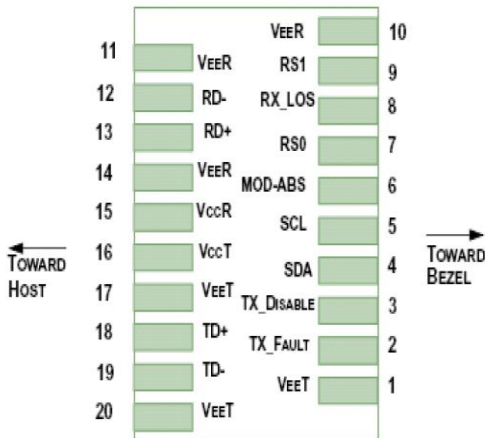 VEER 10
11 VEER
RS1 9
12 RD-
RX_LOS 8
13 RD+
RS0 7
14 VEER
MOD-ABS 6
15 VCCR
SCL 5
16 VCCT
SDA 4
17 VEET
TX_DISABLE 3
18 TD+
TX_FAULT 2
19 TD-
VEET 1
20 VEET
TOWARD
HOST
TOWARD
BEZEL